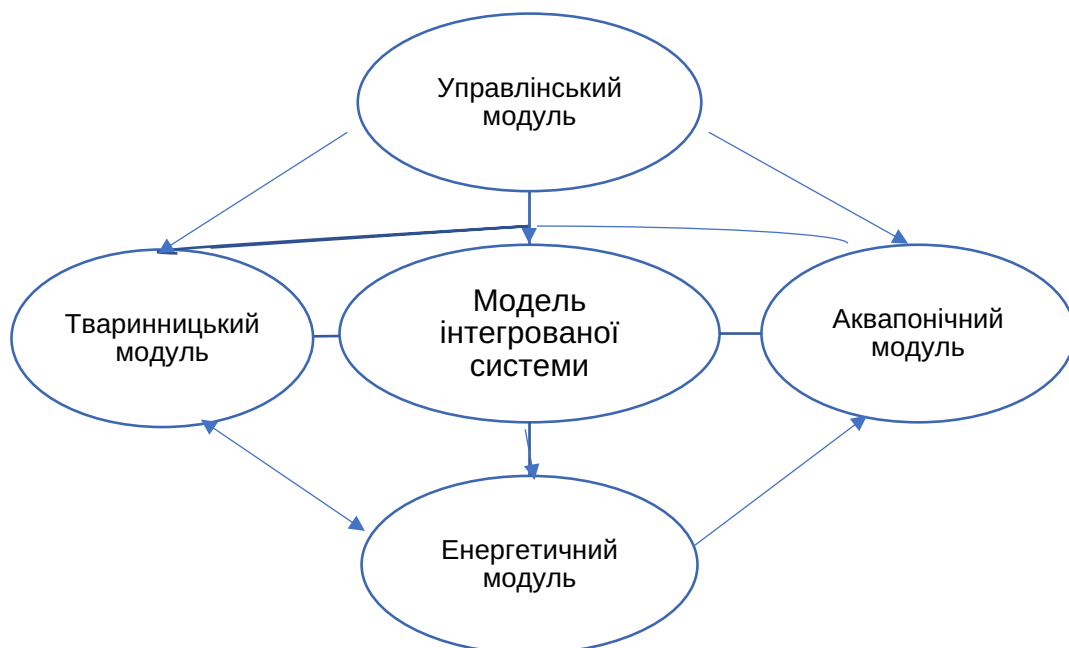 Управлінський
модуль
Тваринницький
модуль
Модель
інтегрованої
системи
Аквапонічний
модуль
Енергетичний
модуль